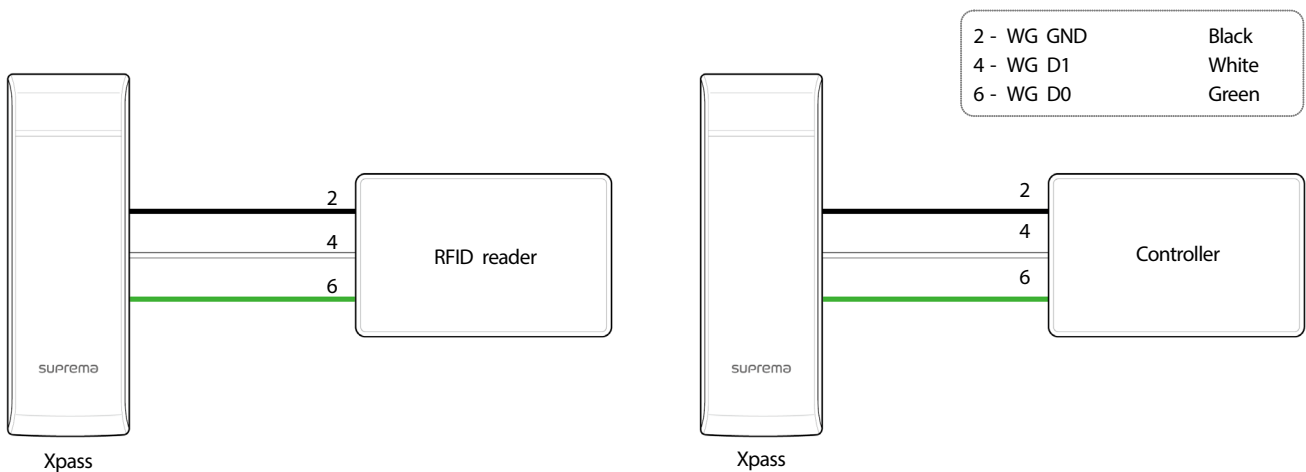 2 - WG GND Black
4 - WG D1 White
6 - WG D0 Green
2
4
6
RFID reader
suprema
Xpass
2
4
6
Controller
suprema
Xpass